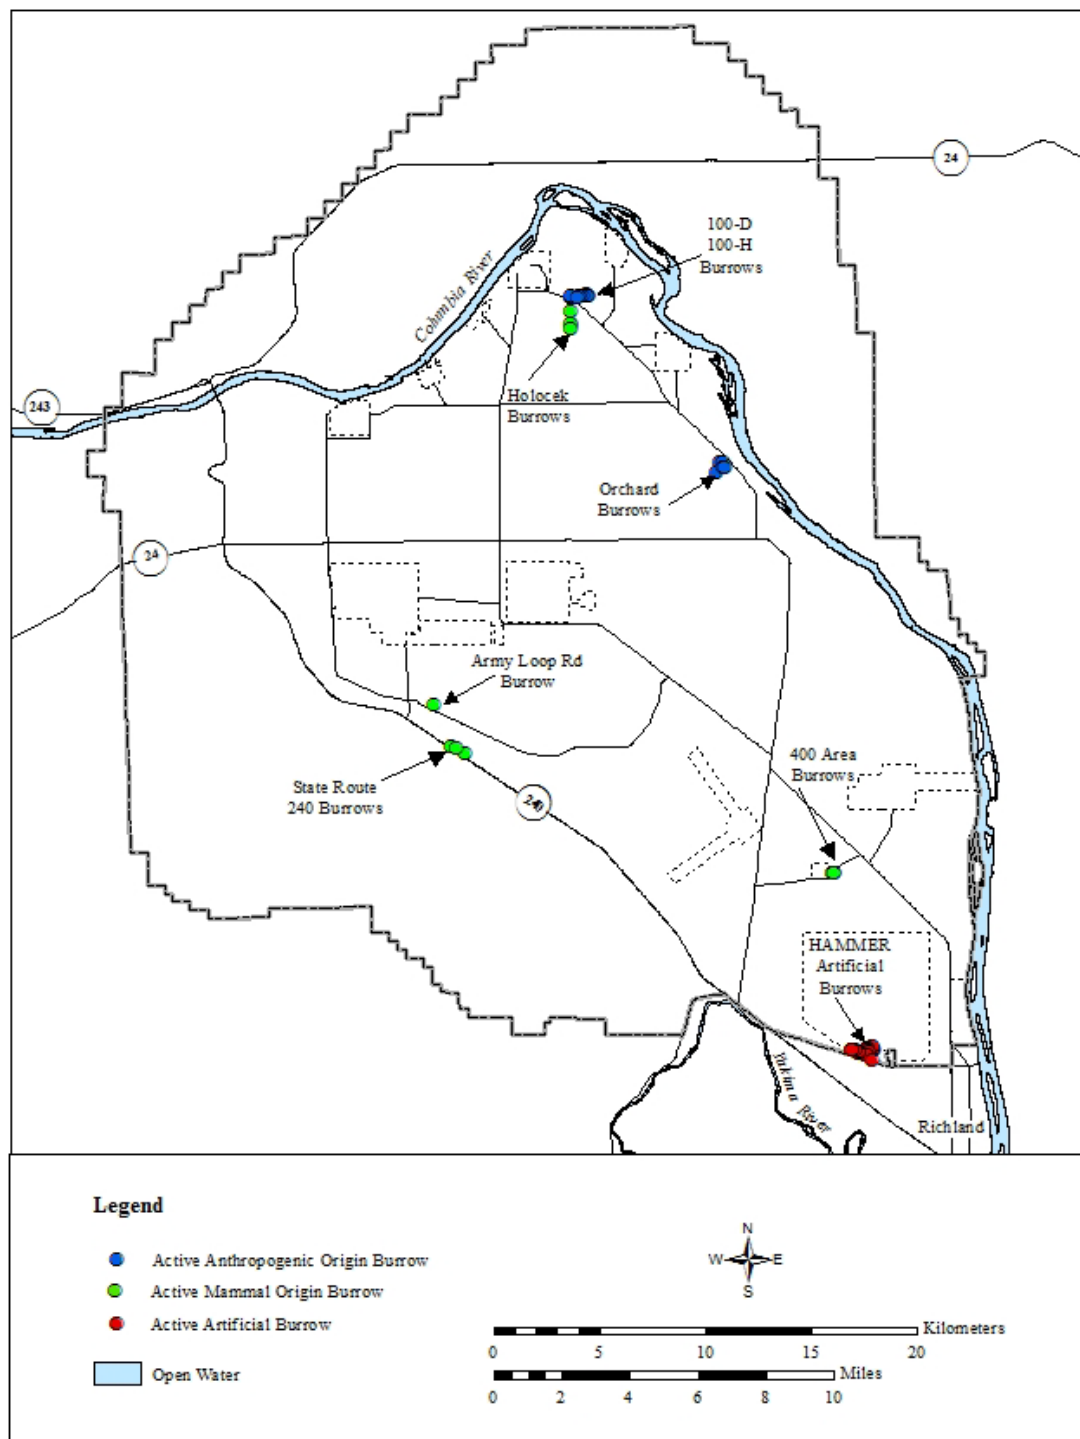 24
100-D
100-H
Burrows
Columbia River
243
Holocek
Burrows
Orchard
Burrows
24
Army Loop Rd
Burrow
State Route
240 Burrows
240
400 Area
Burrows
HAMMER
Artificial
Burrows
Yakima River
Richland
Legend
Active Anthropogenic Origin Burrow
Active Mammal Origin Burrow
Active Artificial Burrow
Open Water
N
W E
S
Kilometers
0 5 10 15 20
Miles
0 2 4 6 8 10